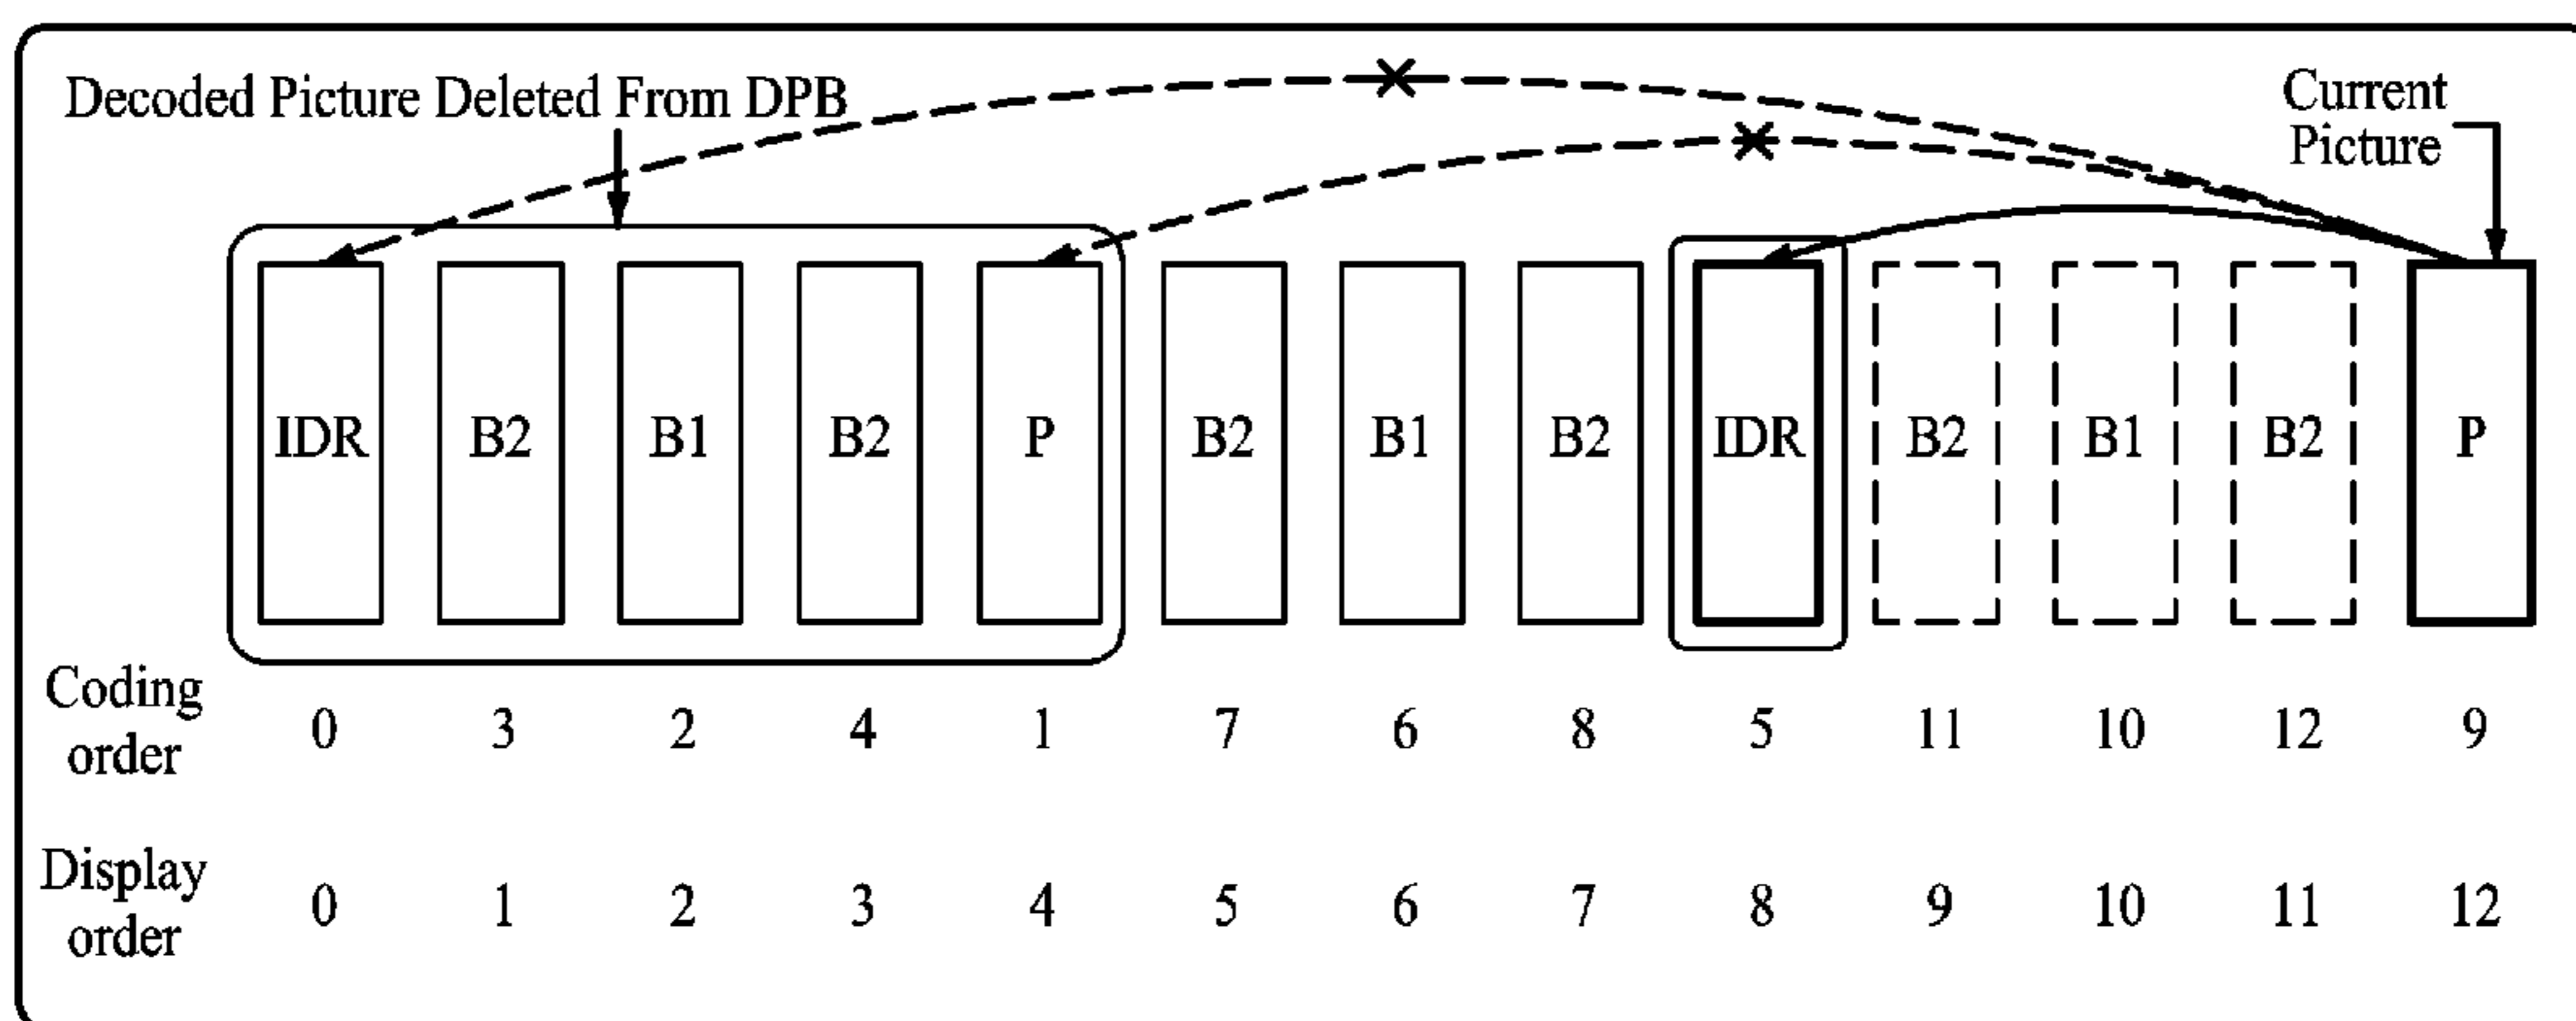 Decoded Picture Deleted From DPB
Current
Picture
IDR B2 B1 B2 P B2 B1 B2 IDR B2 B1 B2 P
Coding
order
0 3 2 4 1 7 6 8 5 11 10 12 9
Display
order
0 1 2 3 4 5 6 7 8 9 10 11 12